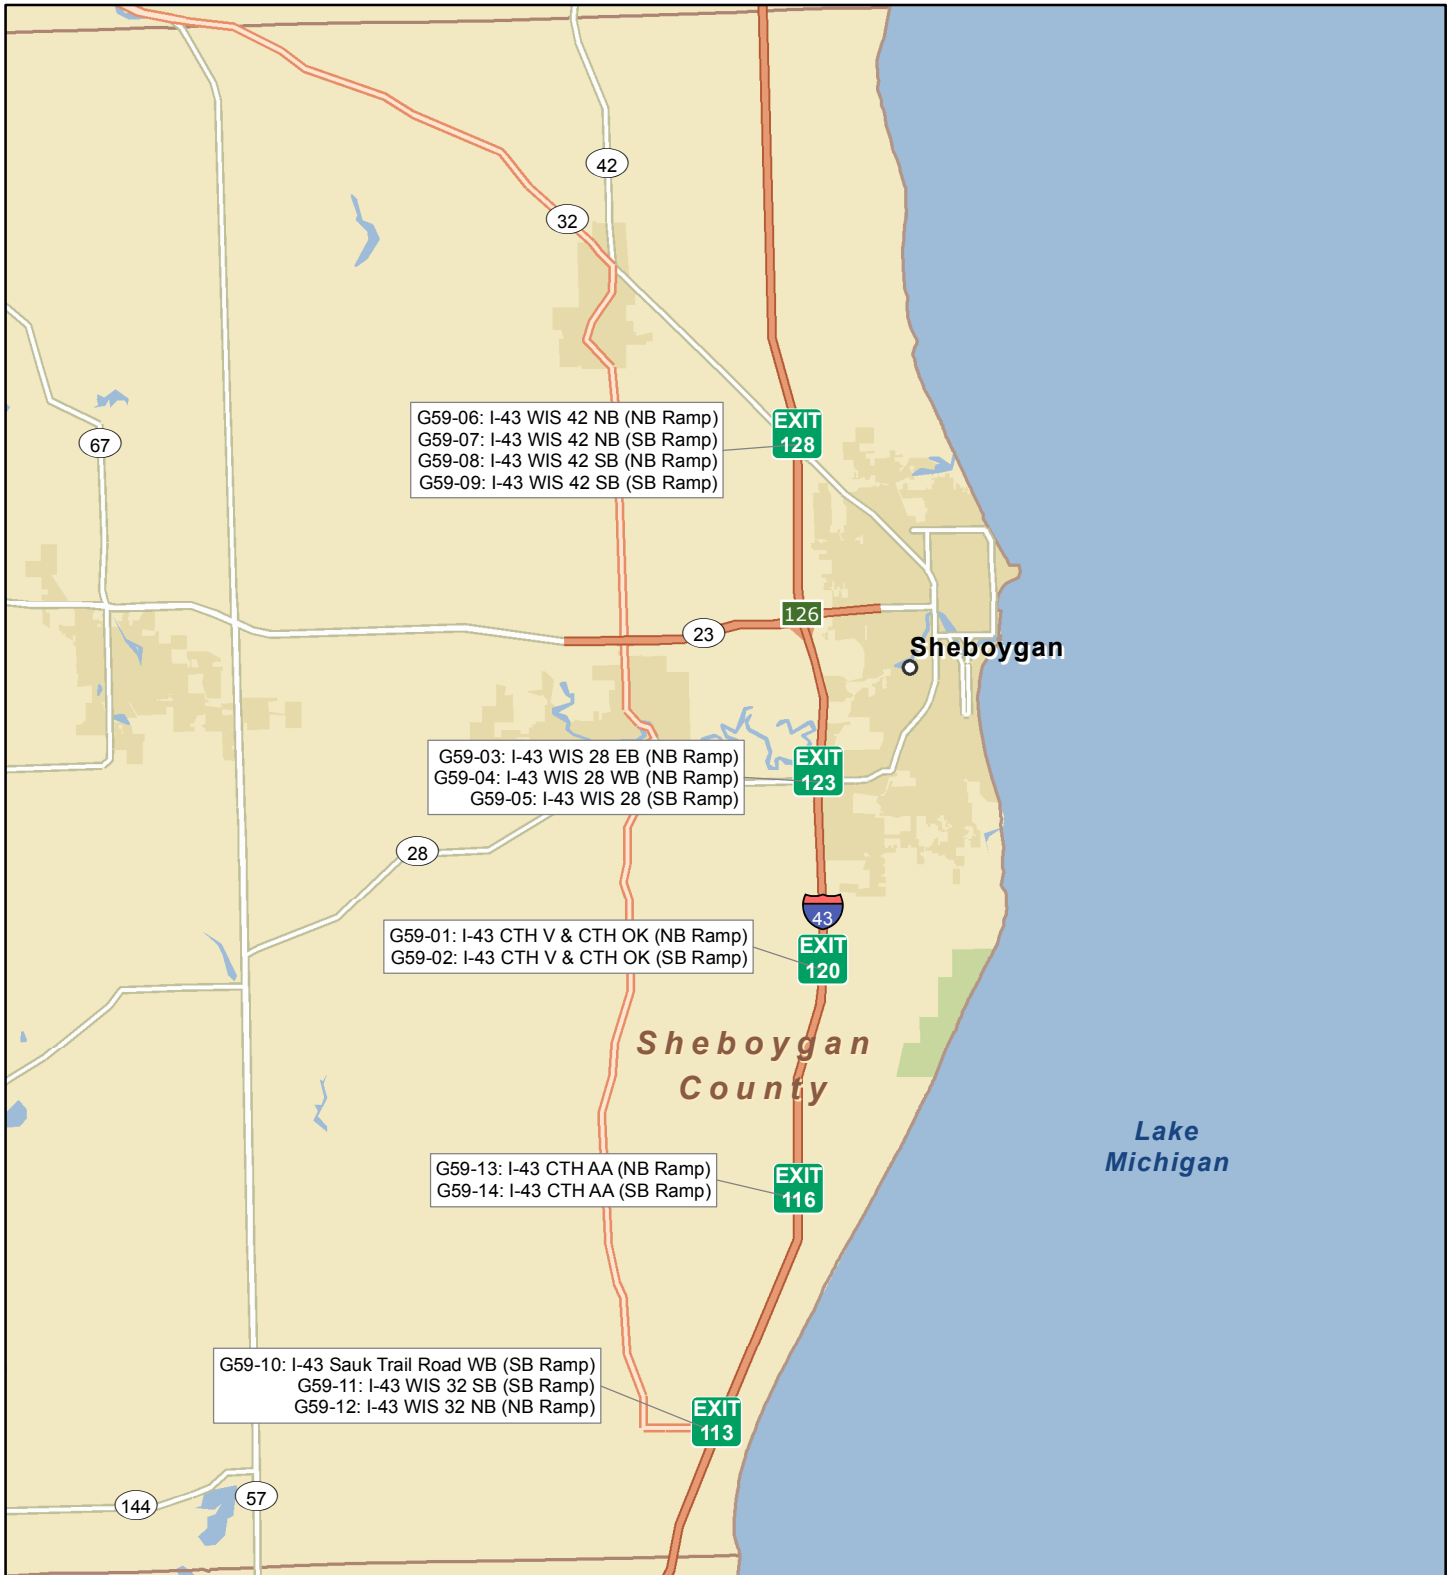 42
32
G59-06: I-43 WIS 42 NB (NB Ramp)
G59-07: I-43 WIS 42 NB (SB Ramp)
G59-08: I-43 WIS 42 SB (NB Ramp)
G59-09: I-43 WIS 42 SB (SB Ramp)
EXIT
128
67
126
23
Sheboygan
G59-03: I-43 WIS 28 EB (NB Ramp)
G59-04: I-43 WIS 28 WB (NB Ramp)
G59-05: I-43 WIS 28 (SB Ramp)
EXIT
123
28
43
G59-01: I-43 CTH V & CTH OK (NB Ramp)
G59-02: I-43 CTH V & CTH OK (SB Ramp)
EXIT
120
Sheboygan
County
Lake
Michigan
G59-13: I-43 CTH AA (NB Ramp)
G59-14: I-43 CTH AA (SB Ramp)
EXIT
116
G59-10: I-43 Sauk Trail Road WB (SB Ramp)
G59-11: I-43 WIS 32 SB (SB Ramp)
G59-12: I-43 WIS 32 NB (NB Ramp)
EXIT
113
144
57